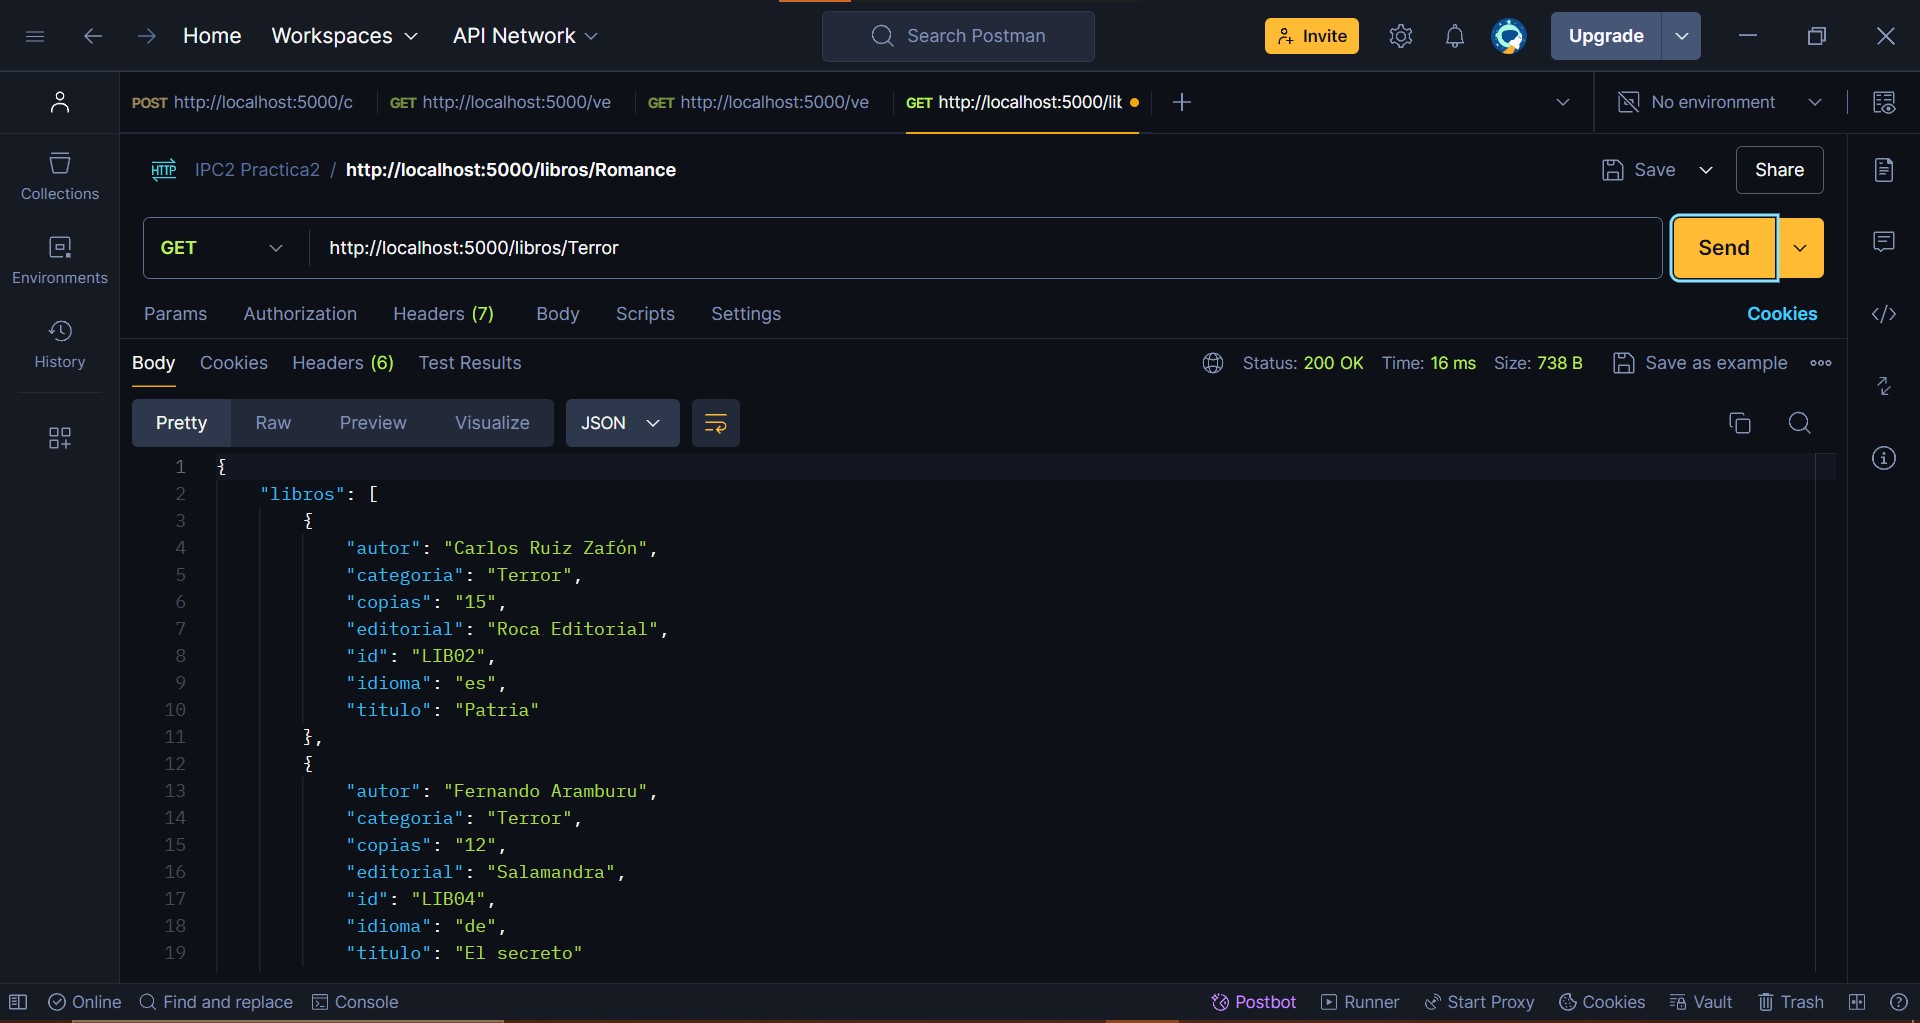 Home Workspaces API Network Search Postman Invite Upgrade
POST http://localhost:5000/c GET http://localhost:5000/ve GET http://localhost:5000/ve GET http://localhost:5000/lit No environment
HTTP IPC2 Practica2 / http://localhost:5000/libros/Romance Save Share
Collections
GET http://localhost:5000/libros/Terror Send
Environments
Params Authorization Headers (7) Body Scripts Settings Cookies
History
Body Cookies Headers (6) Test Results Status: 200 OK Time: 16 ms Size: 738 B Save as example
Pretty Raw Preview Visualize JSON
1 {
2 "libros": [
3 {
4 "autor": "Carlos Ruiz Zafón",
5 "categoria": "Terror",
6 "copias": "15",
7 "editorial": "Roca Editorial",
8 "id": "LIB02",
9 "idioma": "es",
10 "titulo": "Patria"
11 },
12 {
13 "autor": "Fernando Aramburu",
14 "categoria": "Terror",
15 "copias": "12",
16 "editorial": "Salamandra",
17 "id": "LIB04",
18 "idioma": "de",
19 "titulo": "El secreto"
Online Find and replace Console Postbot Runner Start Proxy Cookies Vault Trash